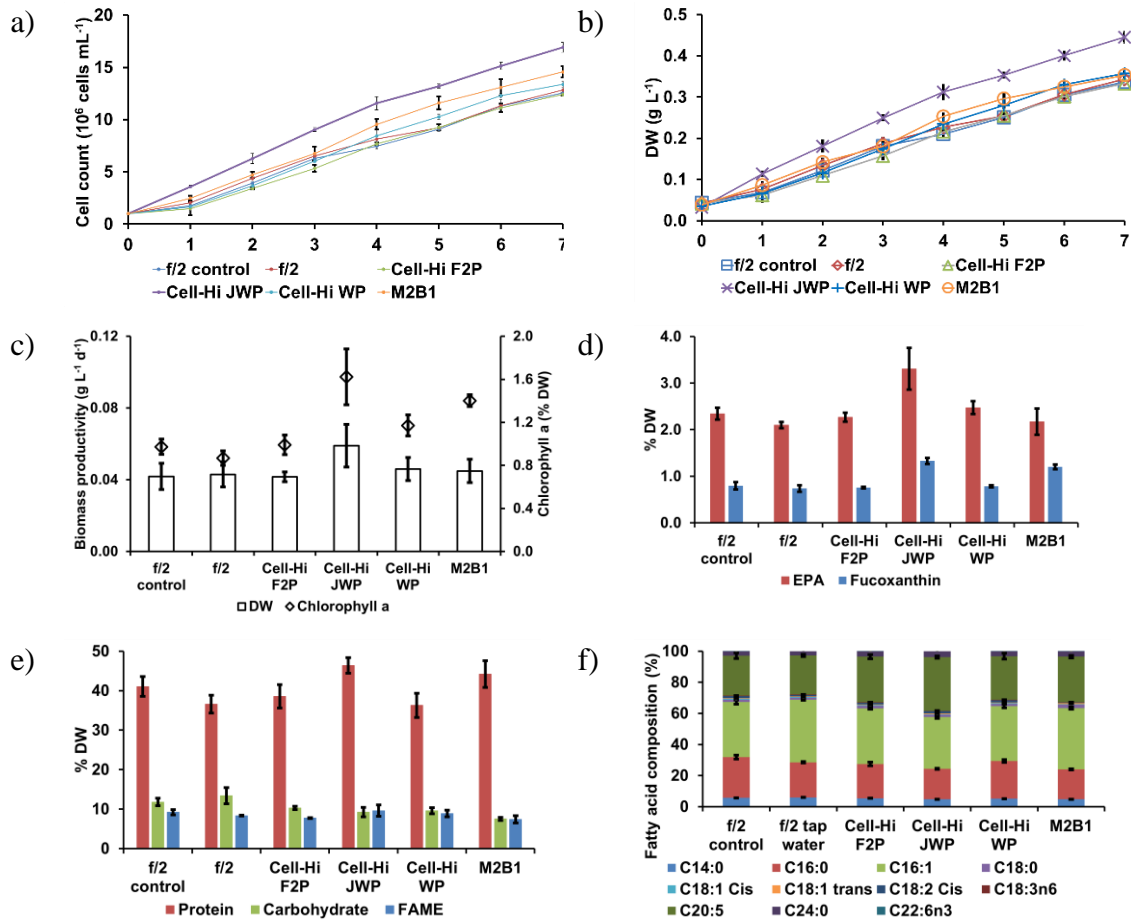 a)
Cell count (10⁶ cells mL⁻¹)
20
15
10
5
0
0 1 2 3 4 5 6 7
f/2 control f/2 Cell-Hi F2P
Cell-Hi JWP Cell-Hi WP M2B1
b)
DW (g L⁻¹)
0.5
0.4
0.3
0.2
0.1
0.0
0 1 2 3 4 5 6 7
f/2 control f/2 Cell-Hi F2P
Cell-Hi JWP Cell-Hi WP M2B1
c)
Biomass productivity (g L⁻¹ d⁻¹)
0.12
0.08
0.04
0.00
Chlorophyll a (% DW)
2.0
1.6
1.2
0.8
0.4
0.0
f/2 f/2 Cell-Hi Cell-Hi Cell-Hi M2B1
control F2P JWP WP
DW Chlorophyll a
d)
% DW
4.0
3.0
2.0
1.0
0.0
f/2 f/2 Cell-Hi Cell-Hi Cell-Hi M2B1
control F2P JWP WP
EPA Fucoxanthin
e)
% DW
50
40
30
20
10
0
f/2 f/2 Cell-Hi Cell-Hi Cell-Hi M2B1
control F2P JWP WP
Protein Carbohydrate FAME
f)
Fatty acid composition (%)
100
80
60
40
20
0
f/2 f/2 tap Cell-Hi Cell-Hi Cell-Hi M2B1
control water F2P JWP WP
C14:0 C16:0 C16:1 C18:0
C18:1 Cis C18:1 trans C18:2 Cis C18:3n6
C20:5 C24:0 C22:6n3